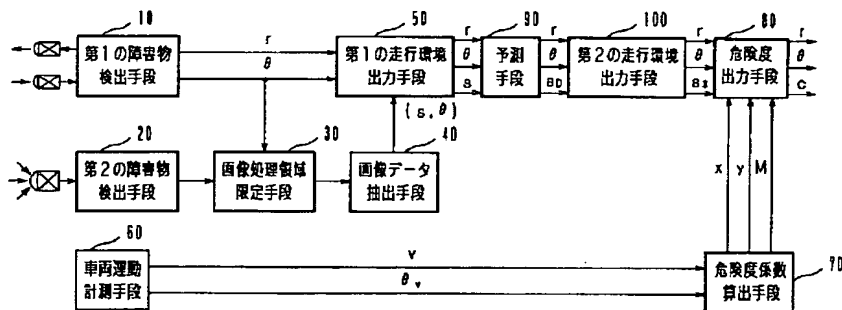 10
50
90
100
80
第1の障害物
検出手段
r
θ
第1の走行環境
出力手段
r
θ
s
予測
手段
r
θ
s₀
第2の走行環境
出力手段
r
θ
危険度
出力手段
r
θ
c
(s,θ)
20
30
40
第2の障害物
検出手段
画像処理領域
限定手段
画像データ
抽出手段
x
y
M
60
車両運動
計測手段
v
θv
危険度係数
算出手段
70